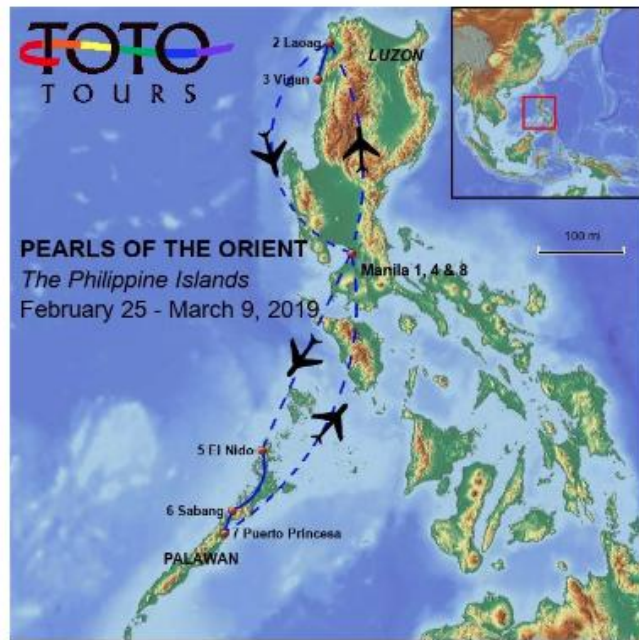 TOTO
TOURS
2 Laoag
LUZON
3 Vigan
100 mi
PEARLS OF THE ORIENT
The Philippine Islands
February 25 - March 9, 2019
Manila 1, 4 & 8
5 El Nido
6 Sabang
7 Puerto Princesa
PALAWAN